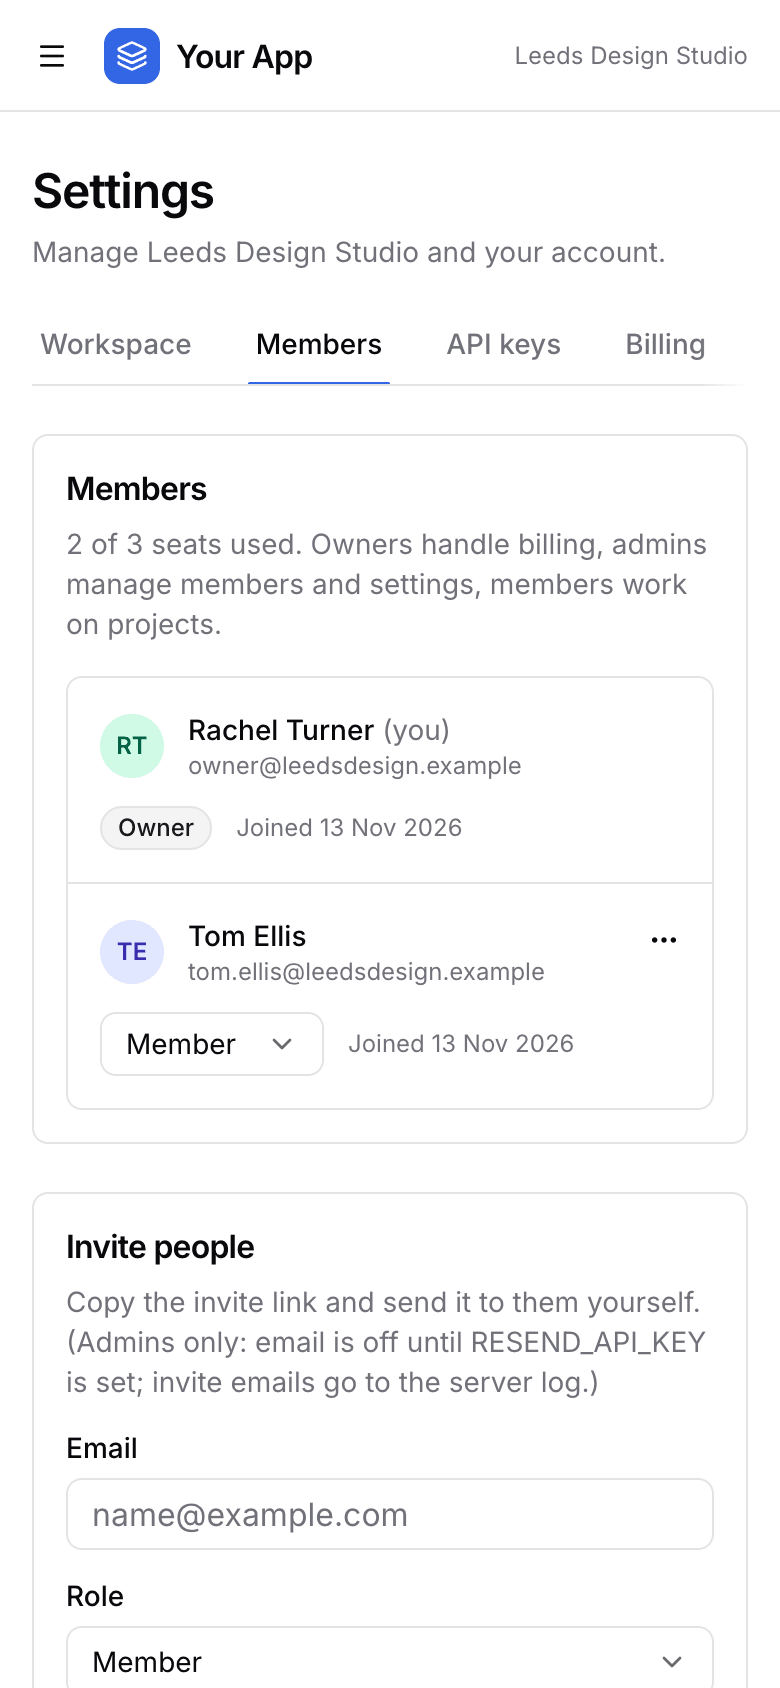 Your App
Leeds Design Studio
Settings
Manage Leeds Design Studio and your account.
Workspace
Members
API keys
Billing
Members
2 of 3 seats used. Owners handle billing, admins
manage members and settings, members work
on projects.
RT
Rachel Turner (you)
owner@leedsdesign.example
Owner
Joined 13 Nov 2026
TE
Tom Ellis
tom.ellis@leedsdesign.example
Member
Joined 13 Nov 2026
Invite people
Copy the invite link and send it to them yourself.
(Admins only: email is off until RESEND_API_KEY
is set; invite emails go to the server log.)
Email
name@example.com
Role
Member